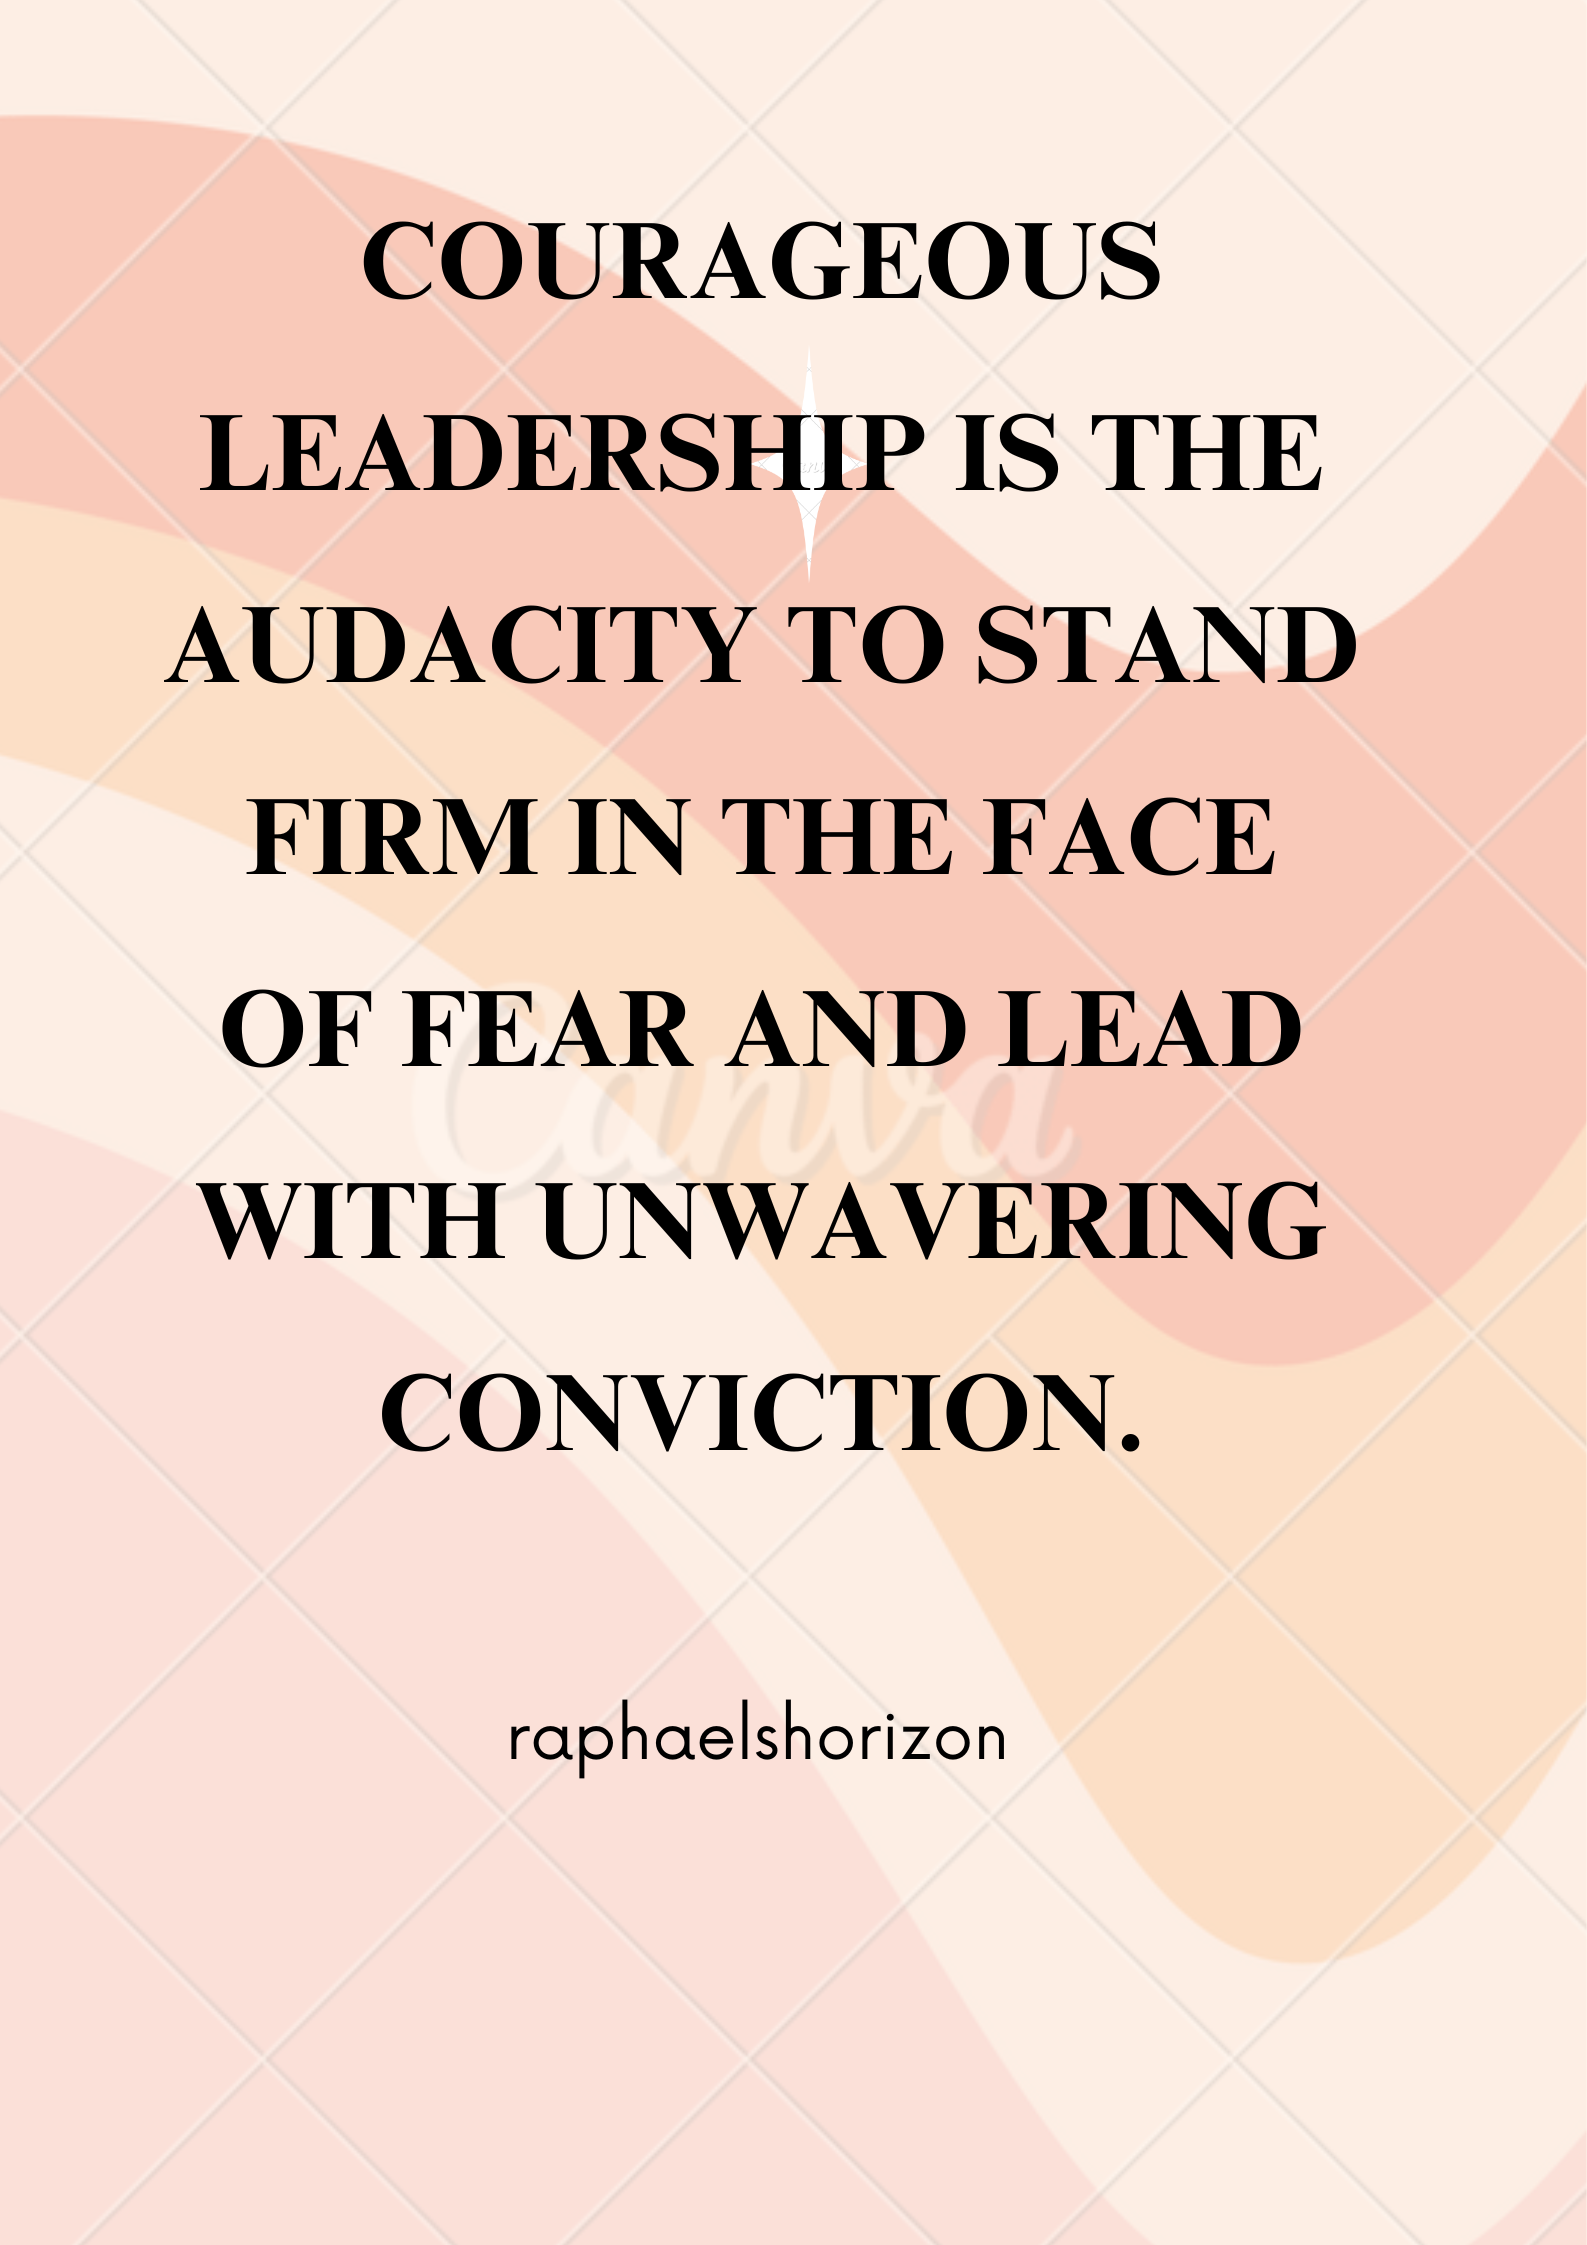 COURAGEOUS
LEADERSHIP IS THE
AUDACITY TO STAND
FIRM IN THE FACE
OF FEAR AND LEAD
Canva
WITH UNWAVERING
CONVICTION.
raphaelshorizon